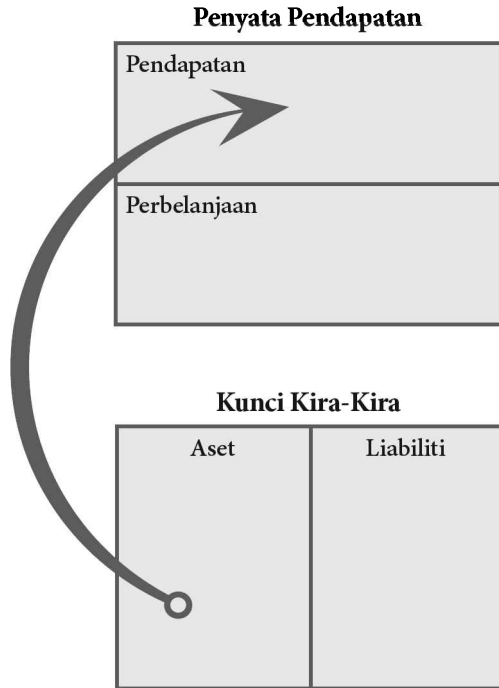 Penyata Pendapatan
Pendapatan
Perbelanjaan
Kunci Kira-Kira
Aset
Liabiliti